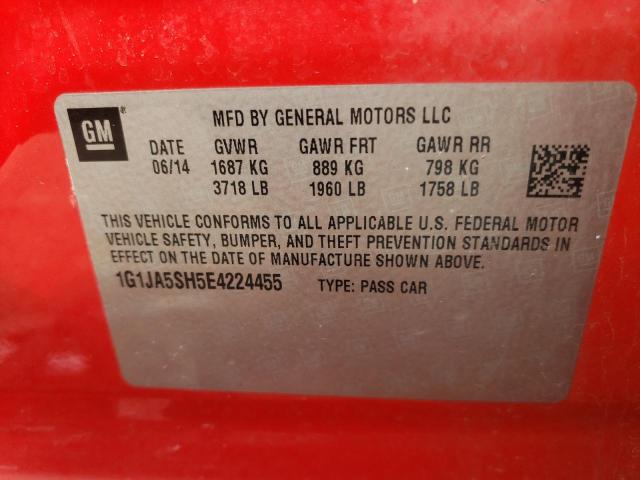 GM
MFD BY GENERAL MOTORS LLC
DATE GVWR GAWR FRT GAWR RR
06/14 1687 KG 889 KG 798 KG
3718 LB 1960 LB 1758 LB
THIS VEHICLE CONFORMS TO ALL APPLICABLE U.S. FEDERAL MOTOR
VEHICLE SAFETY, BUMPER, AND THEFT PREVENTION STANDARDS IN
EFFECT ON THE DATE OF MANUFACTURE SHOWN ABOVE.
1G1JA5SH5E4224455 TYPE: PASS CAR